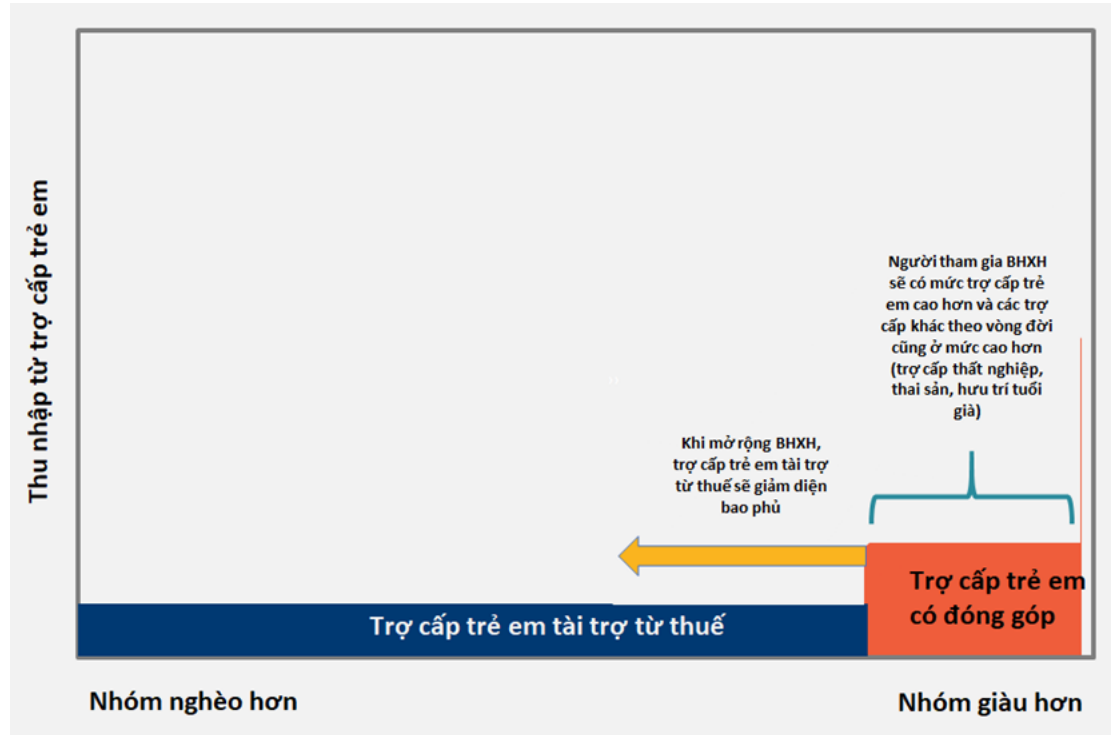 Thu nhập từ trợ cấp trẻ em
Người tham gia BHXH
sẽ có mức trợ cấp trẻ
em cao hơn và các trợ
cấp khác theo vòng đời
cũng ở mức cao hơn
(trợ cấp thất nghiệp,
thai sản, hưu trí tuổi
già)
Khi mở rộng BHXH,
trợ cấp trẻ em tài trợ
từ thuế sẽ giảm diện
bao phủ
Trợ cấp trẻ em
có đóng góp
Trợ cấp trẻ em tài trợ từ thuế
Nhóm nghèo hơn
Nhóm giàu hơn